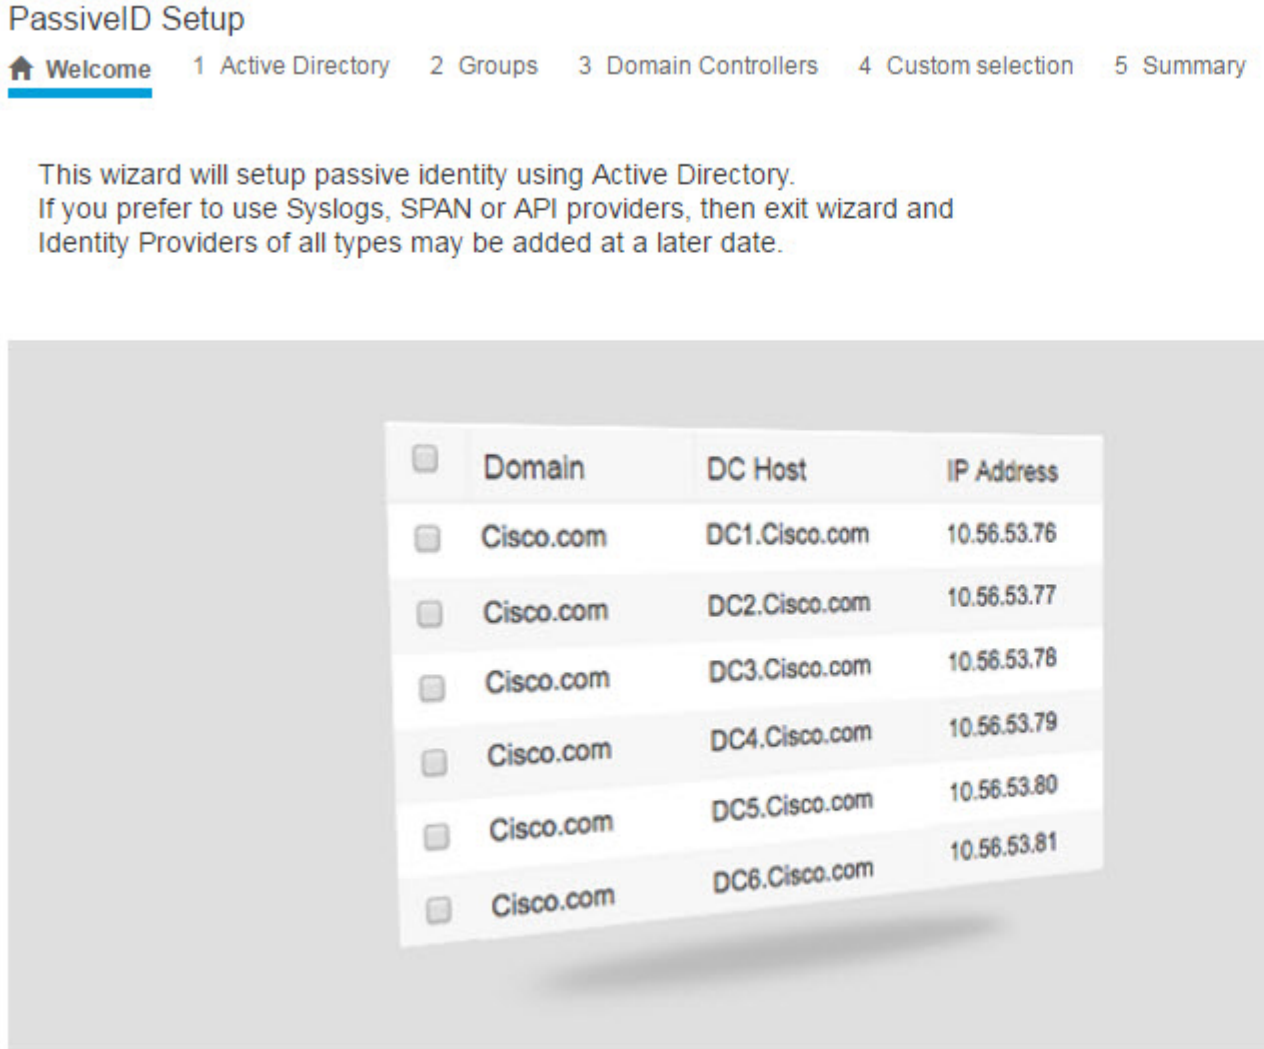 PassiveID Setup
Welcome 1 Active Directory 2 Groups 3 Domain Controllers 4 Custom selection 5 Summary
This wizard will setup passive identity using Active Directory.
If you prefer to use Syslogs, SPAN or API providers, then exit wizard and
Identity Providers of all types may be added at a later date.
Domain DC Host IP Address
Cisco.com DC1.Cisco.com 10.56.53.76
Cisco.com DC2.Cisco.com 10.56.53.77
Cisco.com DC3.Cisco.com 10.56.53.78
Cisco.com DC4.Cisco.com 10.56.53.79
Cisco.com DC5.Cisco.com 10.56.53.80
Cisco.com DC6.Cisco.com 10.56.53.81